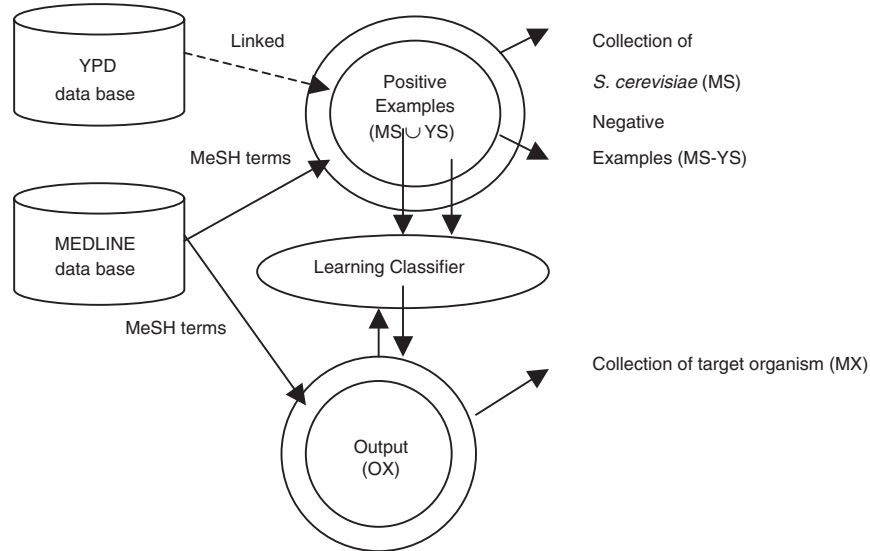 YPD
data base
Linked
Positive
Examples
(MS∪ YS)
Collection of
S. cerevisiae (MS)
Negative
Examples (MS-YS)
MeSH terms
MEDLINE
data base
Learning Classifier
MeSH terms
Collection of target organism (MX)
Output
(OX)